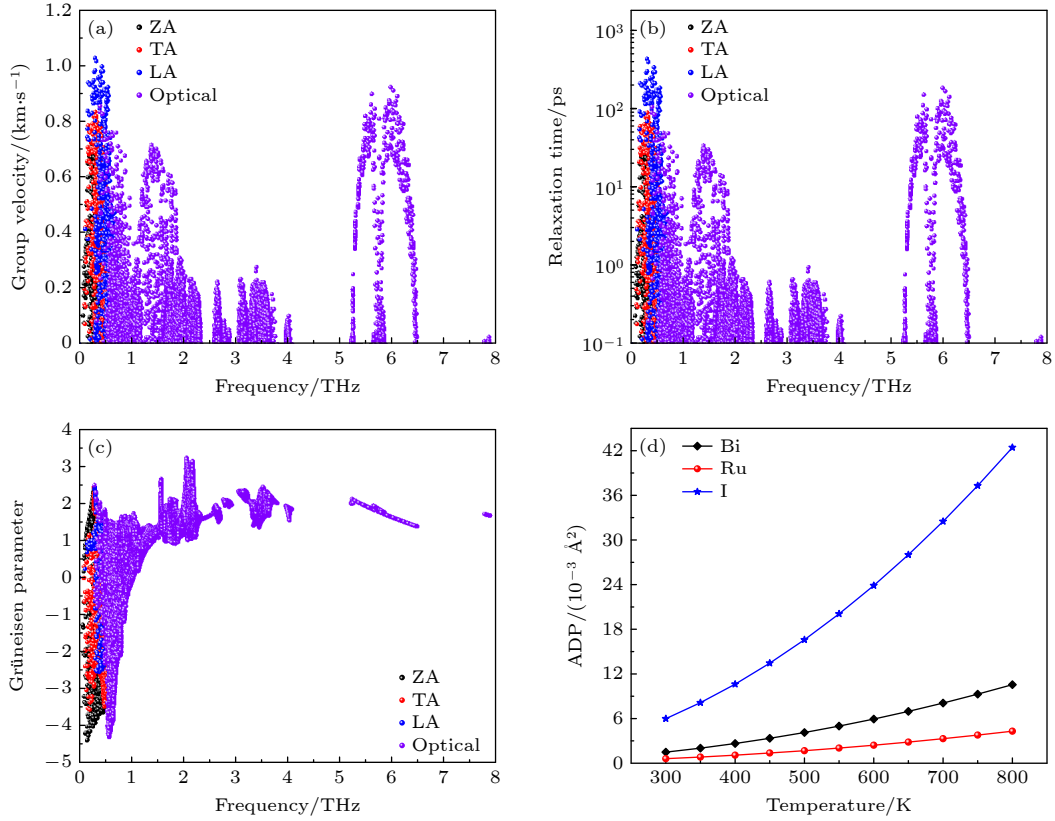 (a)
ZA
TA
LA
Optical
1.2
1.0
0.8
0.6
0.4
0.2
0
Group velocity/(km·s⁻¹)
0 1 2 3 4 5 6 7 8
Frequency/THz
(b)
ZA
TA
LA
Optical
10³
10²
10¹
10⁰
10⁻¹
Relaxation time/ps
0 1 2 3 4 5 6 7 8
Frequency/THz
(c)
ZA
TA
LA
Optical
4
3
2
1
0
−1
−2
−3
−4
−5
Grüneisen parameter
0 1 2 3 4 5 6 7 8
Frequency/THz
(d)
Bi
Ru
I
42
36
30
24
18
12
6
0
ADP/(10⁻³ Å²)
300 400 500 600 700 800
Temperature/K